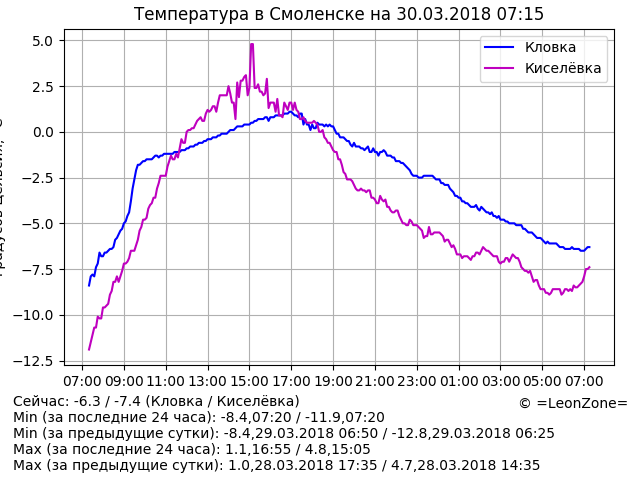 Температура в Смоленске на 30.03.2018 07:15
Кловка
Киселёвка
5.0
2.5
0.0
−2.5
−5.0
−7.5
−10.0
−12.5
07:00 09:00 11:00 13:00 15:00 17:00 19:00 21:00 23:00 01:00 03:00 05:00 07:00
Сейчас: -6.3 / -7.4 (Кловка / Киселёвка)
© =LeonZone=
Min (за последние 24 часа): -8.4,07:20 / -11.9,07:20
Min (за предыдущие сутки): -8.4,29.03.2018 06:50 / -12.8,29.03.2018 06:25
Max (за последние 24 часа): 1.1,16:55 / 4.8,15:05
Max (за предыдущие сутки): 1.0,28.03.2018 17:35 / 4.7,28.03.2018 14:35